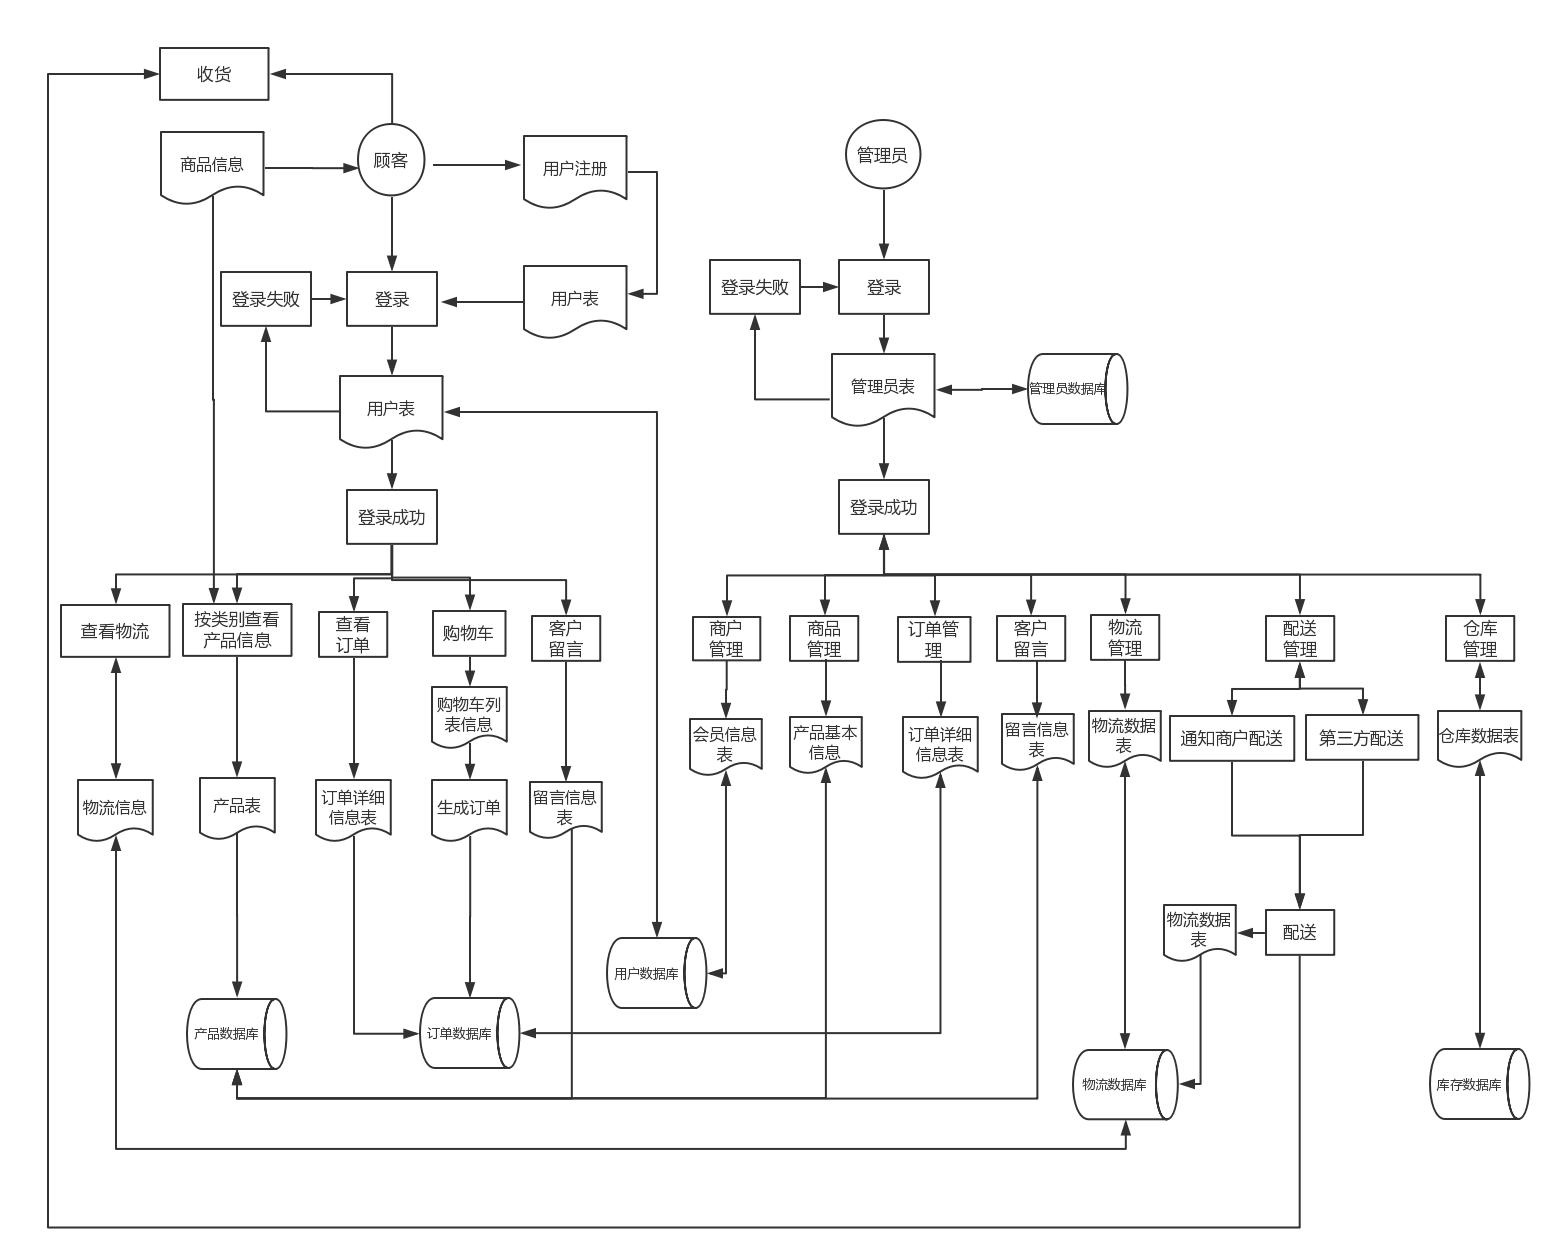 收货
商品信息
顾客
用户注册
管理员
登录失败
登录
用户表
登录失败
登录
用户表
管理员表
管理员数据库
登录成功
登录成功
查看物流
按类别查看
产品信息
查看
订单
购物车
客户
留言
商户
管理
商品
管理
订单管
理
客户
留言
物流
管理
配送
管理
仓库
管理
购物车列
表信息
会员信息
表
产品基本
信息
订单详细
信息表
留言信息
表
物流数据
表
通知商户配送
第三方配送
仓库数据表
物流信息
产品表
订单详细
信息表
生成订单
留言信息
表
物流数据
表
配送
用户数据库
产品数据库
订单数据库
物流数据库
库存数据库